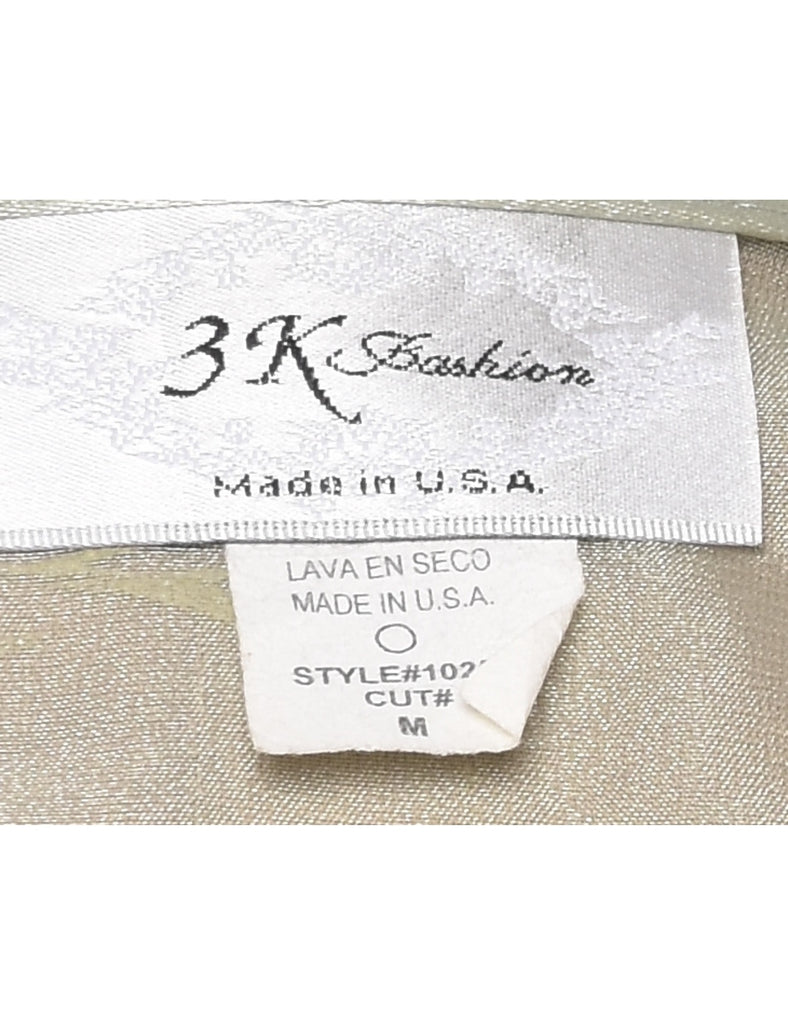 3K Fashion
Made in U.S.A.
LAVA EN SECO
MADE IN U.S.A.
STYLE#102
CUT#
M